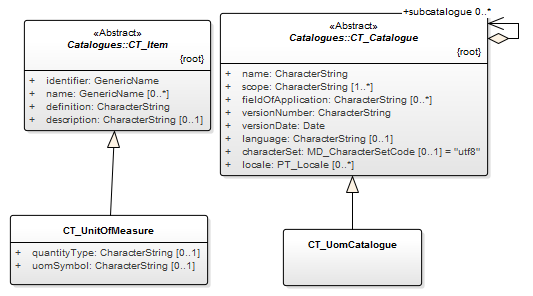 «Abstract»
Catalogues::CT_Item
{root}
+ identifier: GenericName
+ name: GenericName [0..*]
+ definition: CharacterString
+ description: CharacterString [0..1]
+subcatalogue 0..*
«Abstract»
Catalogues::CT_Catalogue
{root}
+ name: CharacterString
+ scope: CharacterString [1..*]
+ fieldOfApplication: CharacterString [0..*]
+ versionNumber: CharacterString
+ versionDate: Date
+ language: CharacterString [0..1]
+ characterSet: MD_CharacterSetCode [0..1] = "utf8"
+ locale: PT_Locale [0..*]
CT_UnitOfMeasure
+ quantityType: CharacterString [0..1]
+ uomSymbol: CharacterString [0..1]
CT_UomCatalogue